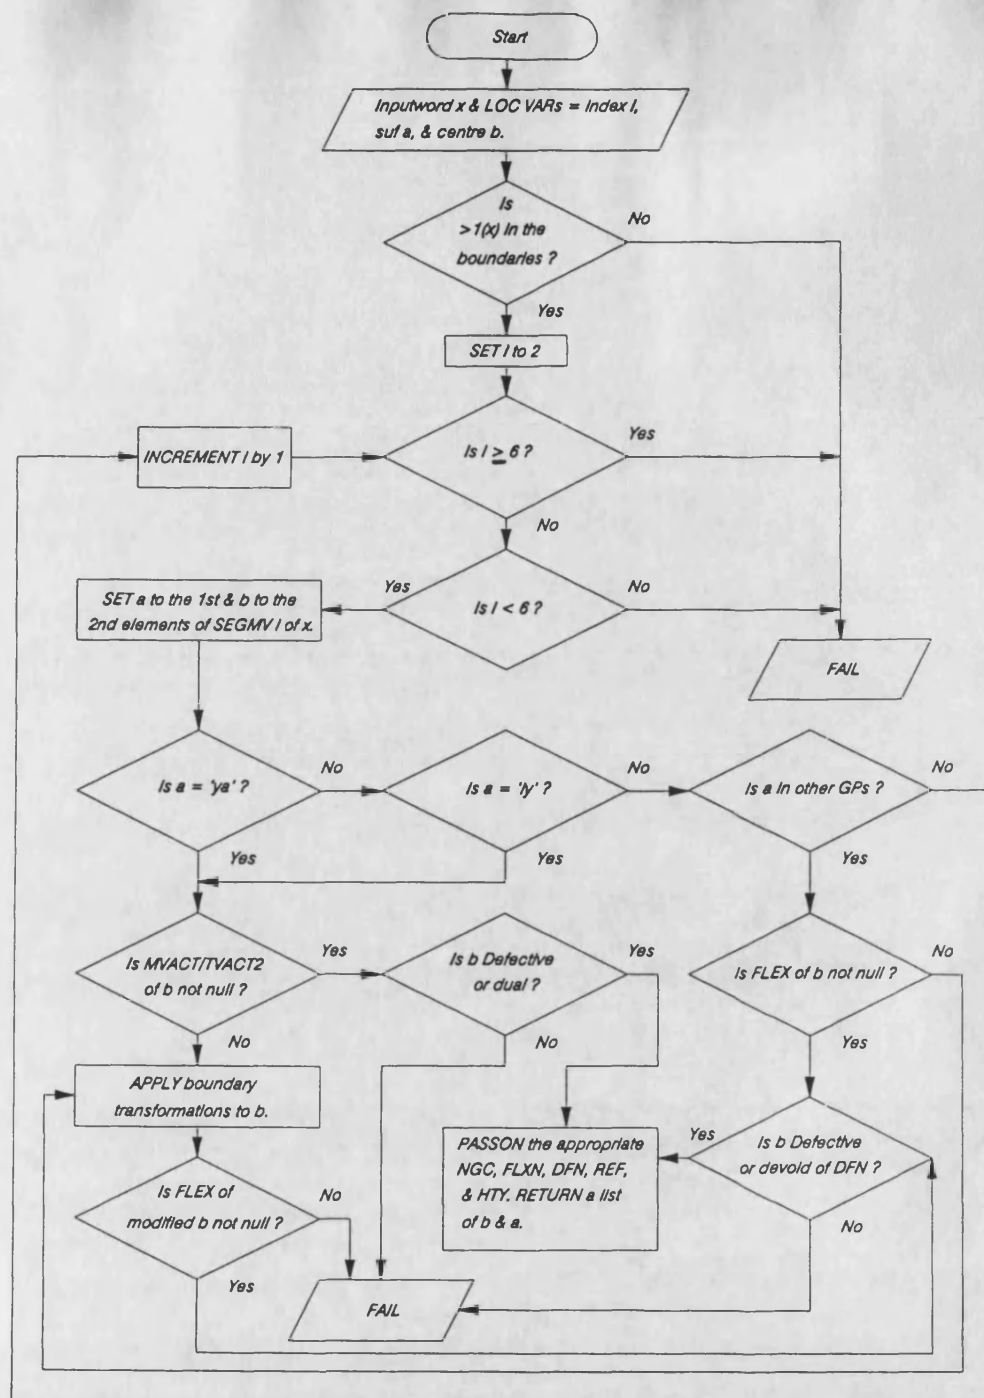 Start
Inputword x & LOC VARs = Index I,
suf a, & centre b.
Is
>1(x) In the
boundaries ?
No
Yes
SET I to 2
INCREMENT I by 1
Is I ≥ 6 ?
Yes
No
SET a to the 1st & b to the
2nd elements of SEGMV I of x.
Yes
Is I < 6 ?
No
FAIL
Is a = 'ya' ?
No
Is a = 'iy' ?
No
Is a In other GPs ?
No
Yes
Yes
Yes
Is MVACT/TVACT2
of b not null ?
Yes
Is b Defective
or dual ?
Yes
Is FLEX of b not null ?
No
No
No
Yes
APPLY boundary
transformations to b.
PASSON the appropriate
NGC, FLXN, DFN, REF,
& HTY. RETURN a list
of b & a.
Yes
Is b Defective
or devoid of DFN ?
Is FLEX of
modified b not null ?
No
No
Yes
FAIL